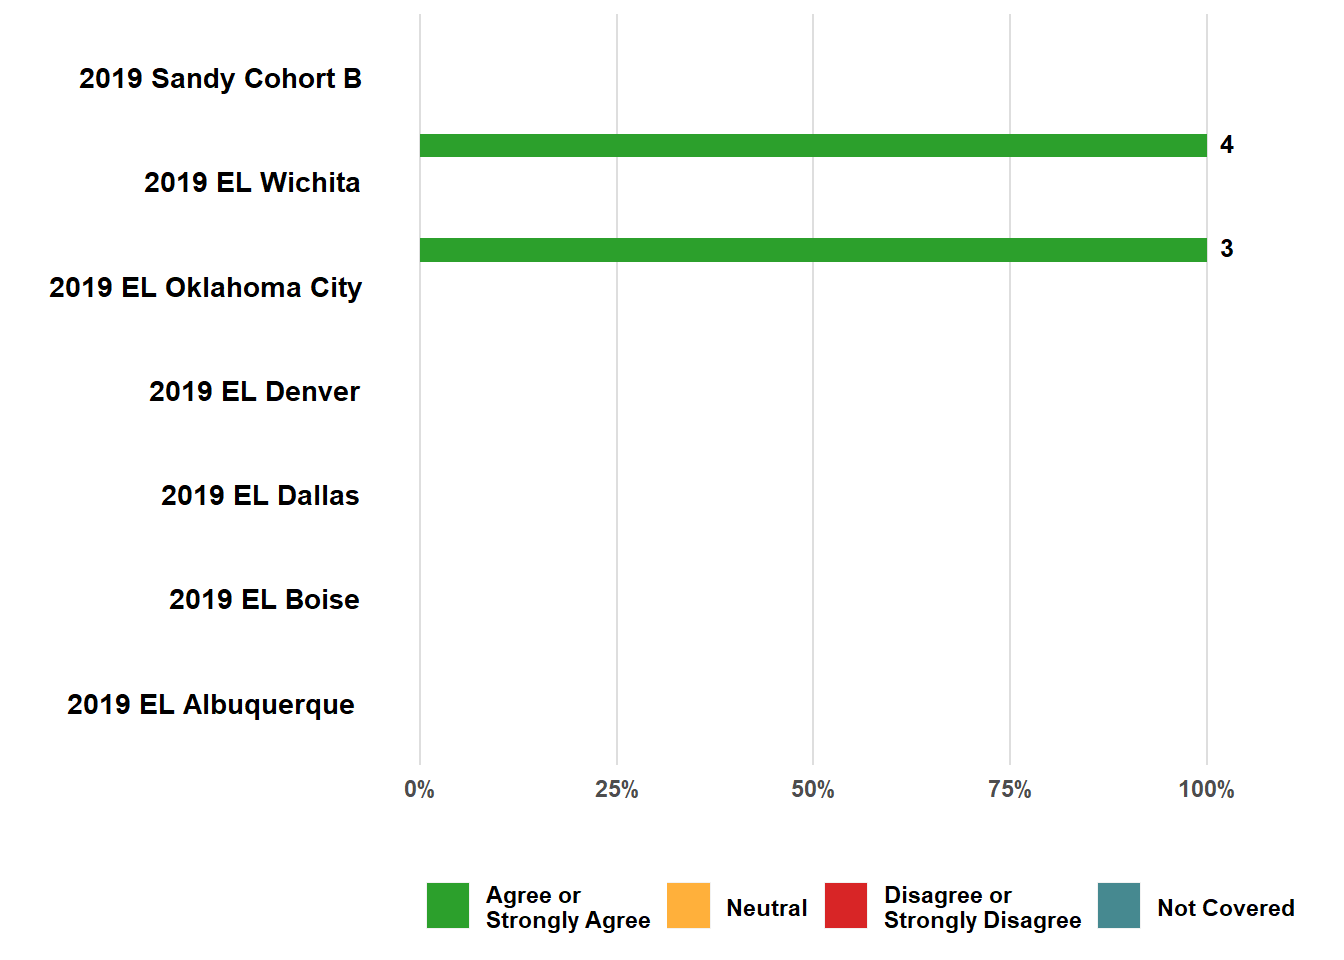 2019 Sandy Cohort B
4
2019 EL Wichita
3
2019 EL Oklahoma City
2019 EL Denver
2019 EL Dallas
2019 EL Boise
2019 EL Albuquerque
0% 25% 50% 75% 100%
Agree or
Strongly Agree
Neutral
Disagree or
Strongly Disagree
Not Covered